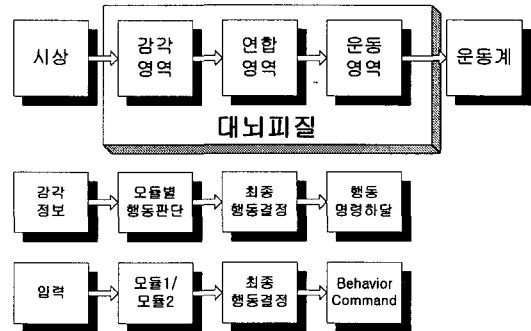 시상
감각
영역
연합
영역
운동
영역
운동계
대뇌피질
감각
정보
모듈별
행동판단
최종
행동결정
행동
명령하달
입력
모듈1/
모듈2
최종
행동결정
Behavior
Command